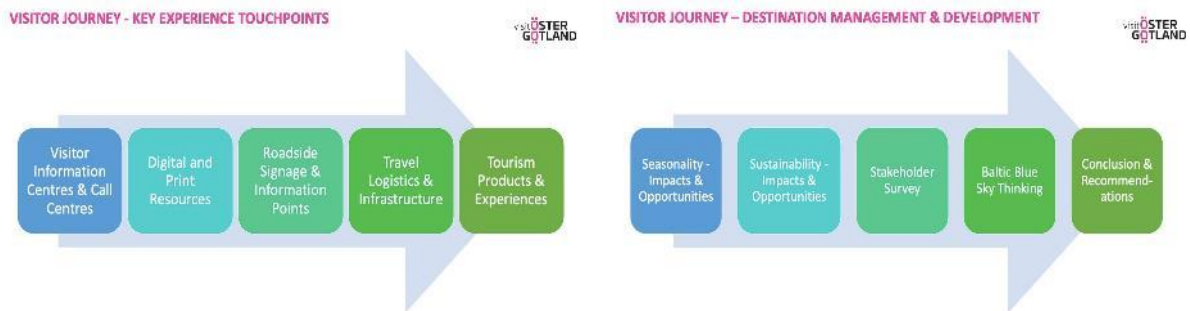 VISITOR JOURNEY - KEY EXPERIENCE TOUCHPOINTS
visit ÖSTER
GÖTLAND
Visitor
Information
Centres & Call
Centres
Digital and
Print
Resources
Roadside
Signage &
Information
Points
Travel
Logistics &
Infrastructure
Tourism
Products &
Experiences
VISITOR JOURNEY – DESTINATION MANAGEMENT & DEVELOPMENT
visit ÖSTER
GÖTLAND
Seasonality -
Impacts &
Opportunities
Sustainability -
Impacts &
Opportunities
Stakeholder
Survey
Baltic Blue
Sky Thinking
Conclusion &
Recommend-
ations